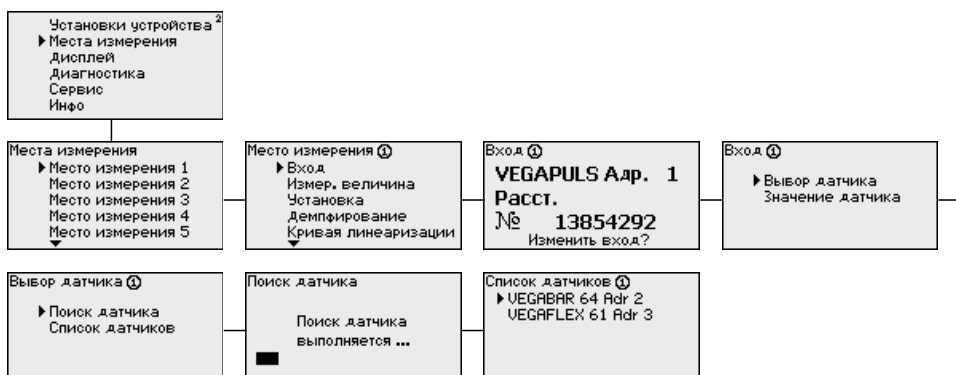 Установки устройства 2
Места измерения
Дисплей
Диагностика
Сервис
Инфо
Места измерения
Место измерения 1
Место измерения 2
Место измерения 3
Место измерения 4
Место измерения 5
Место измерения ①
Вход
Измер. величина
Установка
Демпфирование
Кривая линеаризации
Вход ①
VEGAPULS Адр. 1
Расст.
№ 13854292
Изменить вход?
Вход ①
Выбор датчика
Значение датчика
Выбор датчика ①
Поиск датчика
Список датчиков
Поиск датчика
Поиск датчика
выполняется ...
Список датчиков ①
VEGABAR 64 Adr 2
VEGAFLEX 61 Adr 3